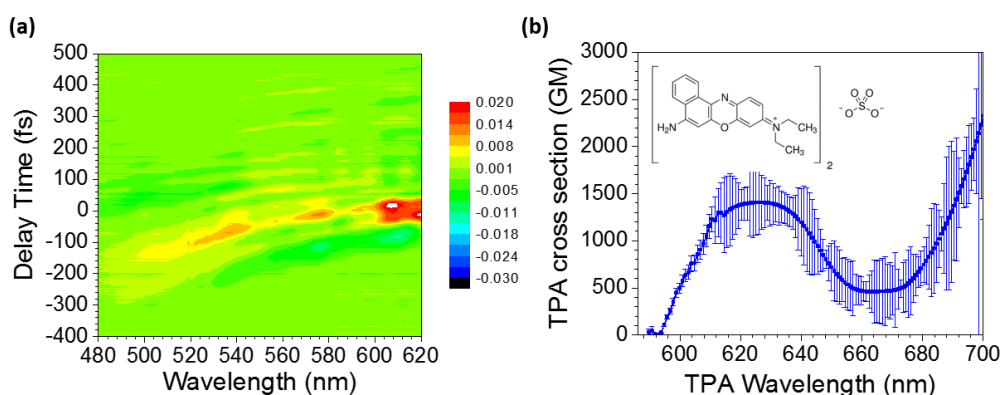 (a)
500
400
300
200
100
0
-100
-200
-300
-400
Delay Time (fs)
480 500 520 540 560 580 600 620
Wavelength (nm)
0.020
0.014
0.008
0.001
-0.005
-0.011
-0.018
-0.024
-0.030
(b)
3000
2500
2000
1500
1000
500
0
TPA cross section (GM)
600 620 640 660 680 700
TPA Wavelength (nm)
N
H2N
O
N+
CH3
CH3
2
O O
S
-O O-